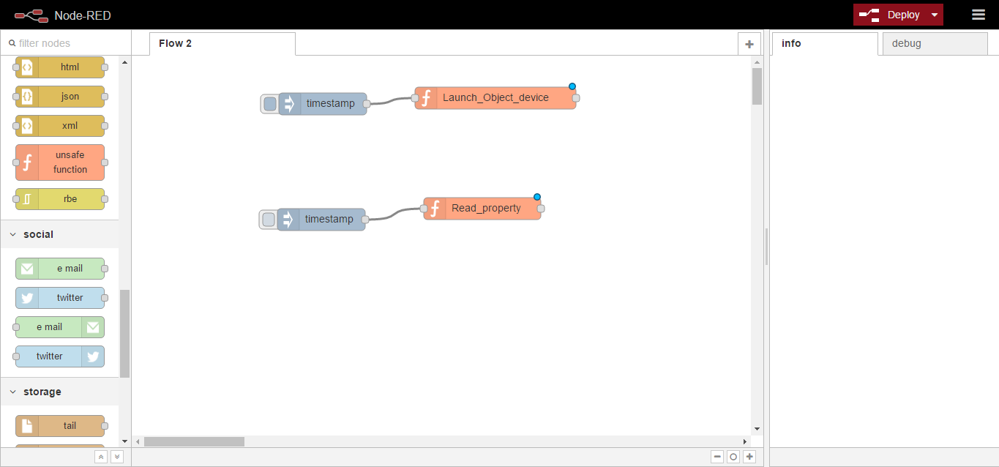 Node-RED
Deploy
filter nodes
Flow 2
info
debug
html
json
xml
unsafe
function
rbe
social
e mail
twitter
e mail
twitter
storage
tail
timestamp
Launch_Object_device
timestamp
Read_property